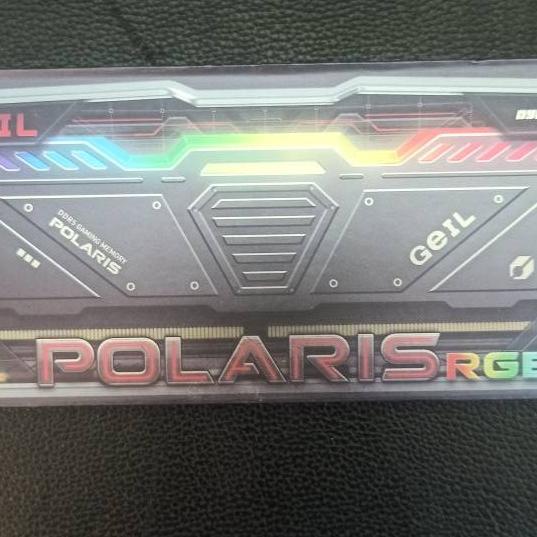 IL
DDR5 GAMING MEMORY
POLARIS
GeIL
POLARIS RGB